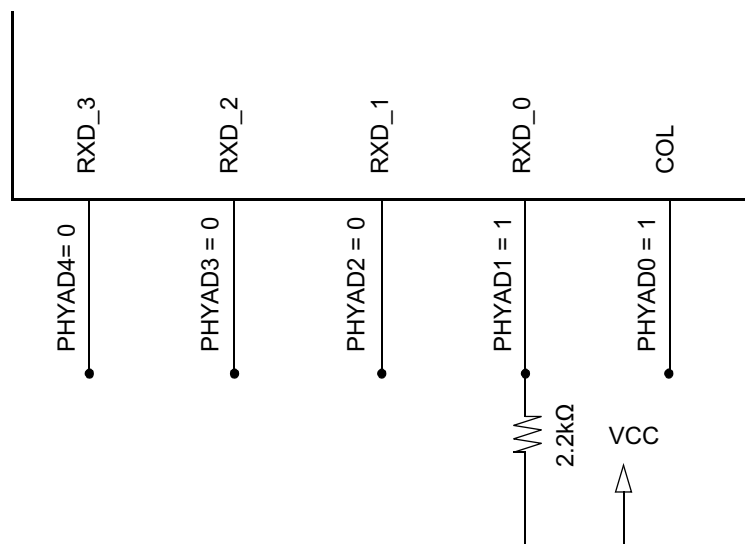 RXD_3
RXD_2
RXD_1
RXD_0
COL
PHYAD4= 0
PHYAD3 = 0
PHYAD2 = 0
PHYAD1 = 1
PHYAD0 = 1
2.2kΩ
VCC